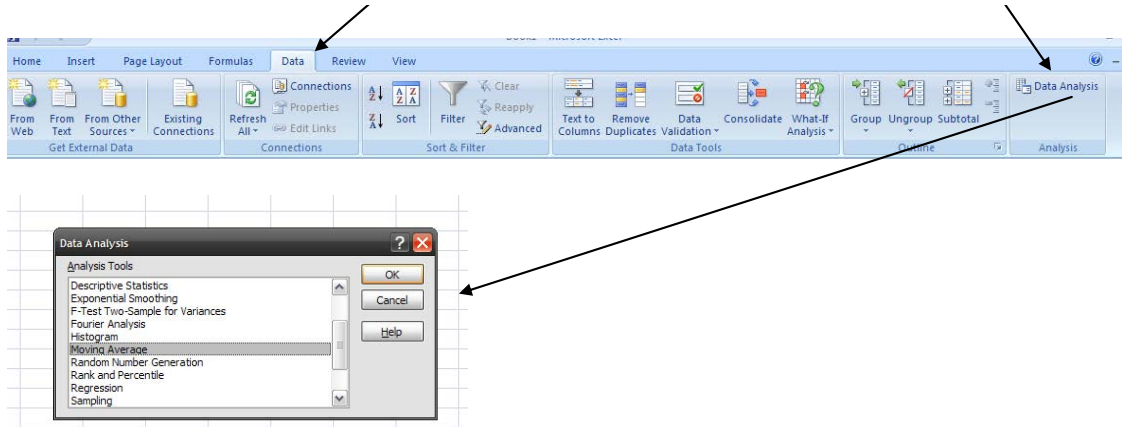 Home Insert Page Layout Formulas Data Review View
From Web
From Text
From Other Sources
Existing Connections
Refresh All
Connections
Properties
Edit Links
Sort
Filter
Clear
Reapply
Advanced
Text to Columns
Remove Duplicates
Data Validation
Consolidate
What-If Analysis
Group
Ungroup
Subtotal
Data Analysis
Get External Data Connections Sort & Filter Data Tools Outline Analysis
Data Analysis
Analysis Tools
Descriptive Statistics
Exponential Smoothing
F-Test Two-Sample for Variances
Fourier Analysis
Histogram
Moving Average
Random Number Generation
Rank and Percentile
Regression
Sampling
OK
Cancel
Help